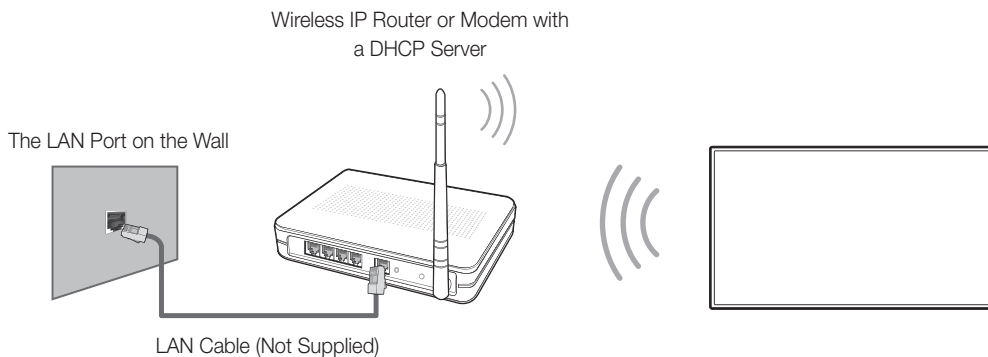 Wireless IP Router or Modem with
a DHCP Server
The LAN Port on the Wall
LAN Cable (Not Supplied)